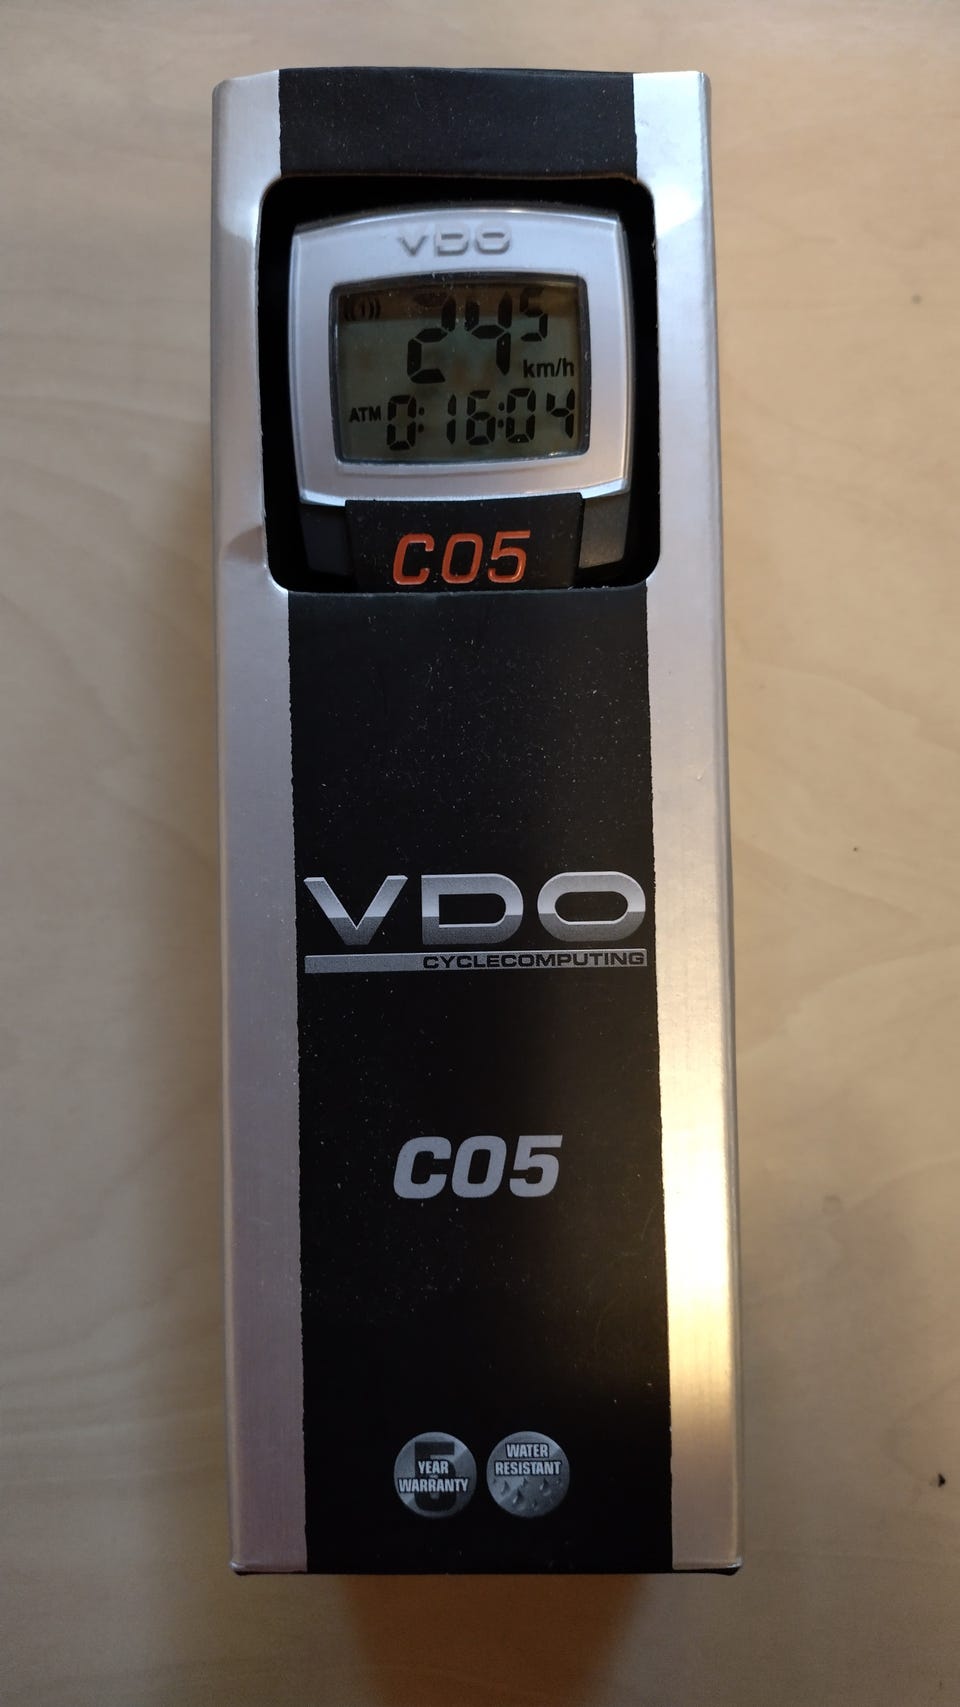 VDO
24 5
km/h
ATM 0:16:04
C05
VDO
CYCLECOMPUTING
C05
5
YEAR
WARRANTY
WATER
RESISTANT